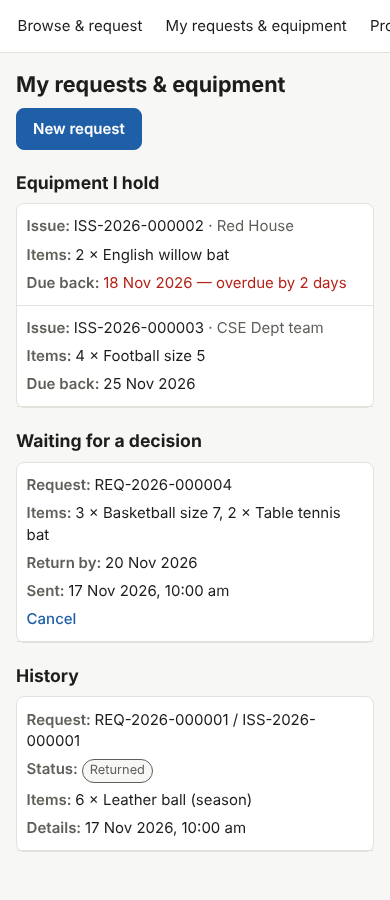 Browse & request My requests & equipment Pro
My requests & equipment
New request
Equipment I hold
Issue: ISS-2026-000002 · Red House
Items: 2 × English willow bat
Due back: 18 Nov 2026 — overdue by 2 days
Issue: ISS-2026-000003 · CSE Dept team
Items: 4 × Football size 5
Due back: 25 Nov 2026
Waiting for a decision
Request: REQ-2026-000004
Items: 3 × Basketball size 7, 2 × Table tennis
bat
Return by: 20 Nov 2026
Sent: 17 Nov 2026, 10:00 am
Cancel
History
Request: REQ-2026-000001 / ISS-2026-
000001
Status: Returned
Items: 6 × Leather ball (season)
Details: 17 Nov 2026, 10:00 am